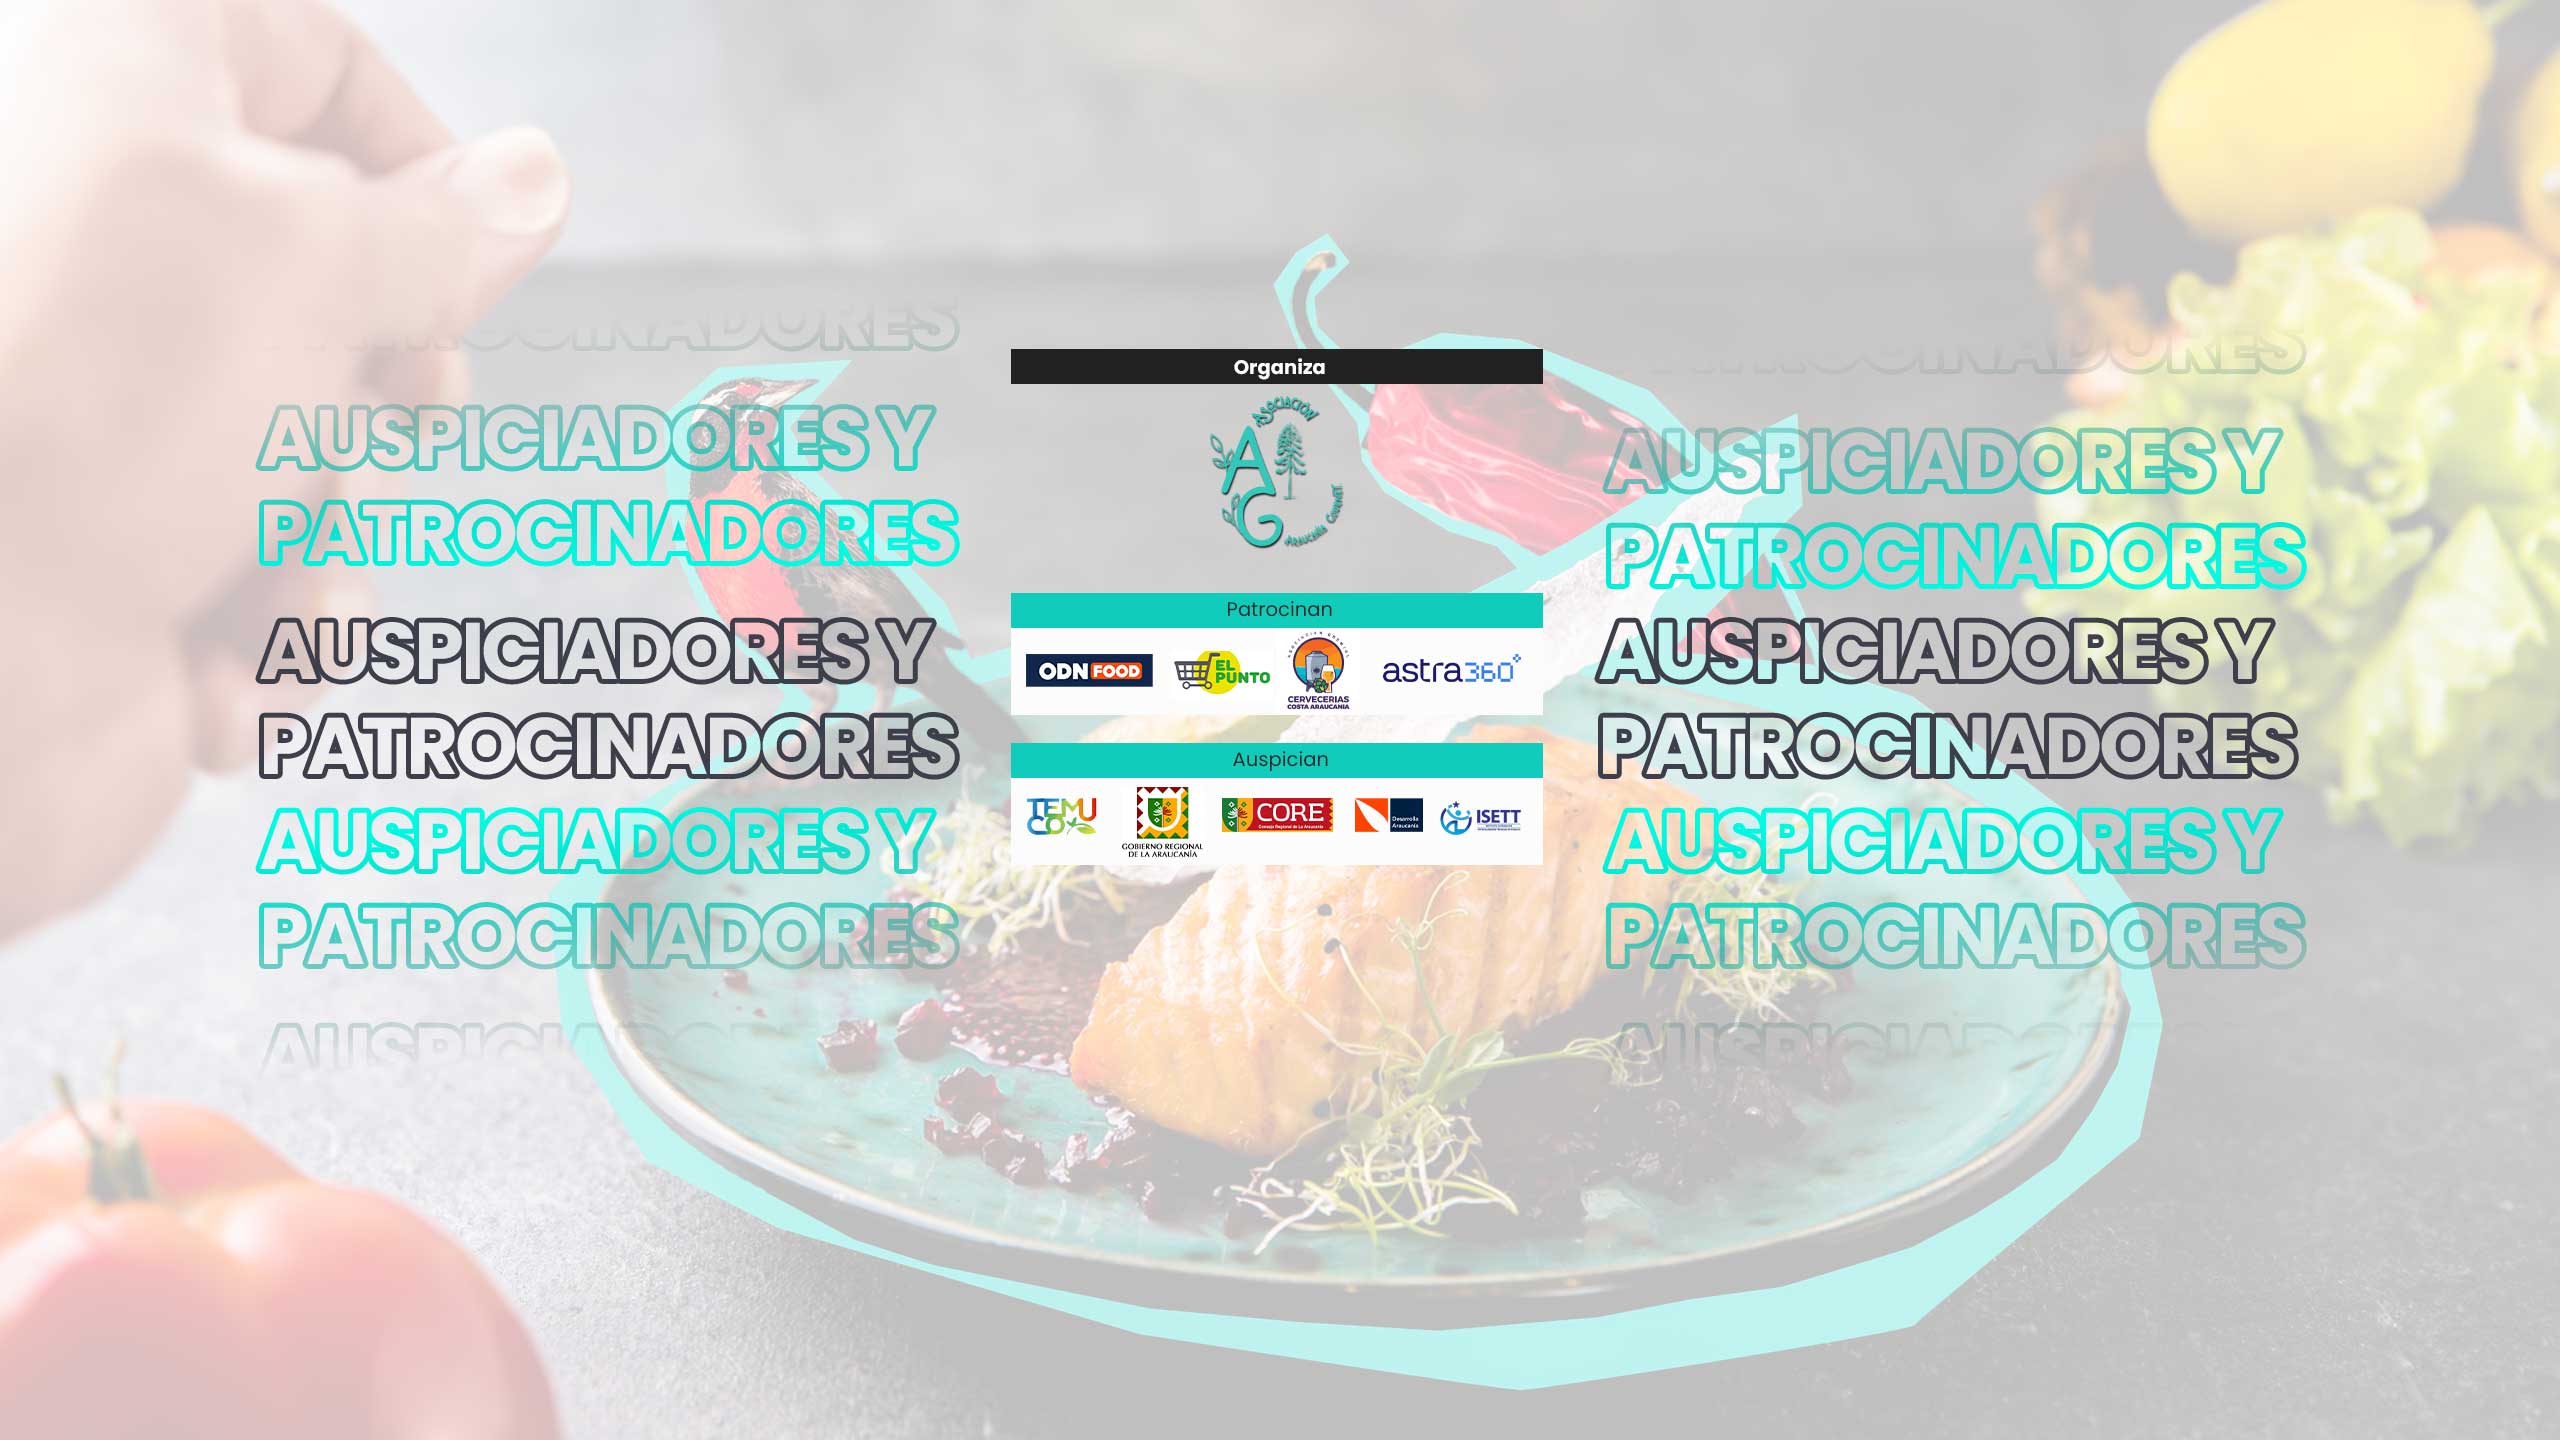 PATROCINADORES
AUSPICIADORES Y
PATROCINADORES
AUSPICIADORES Y
PATROCINADORES
AUSPICIADORES Y
PATROCINADORES
AUSPICIADO
Organiza
ASOCIACIÓN
AG
ARAUCANÍA GOURMET
Patrocinan
ODN FOOD
EL PUNTO
CERVECERIAS
COSTA ARAUCANIA
astra360°
Auspician
TEMUCO
GOBIERNO REGIONAL
DE LA ARAUCANÍA
CORE
Consejo Regional de La Araucanía
Desarrolla
Araucanía
ISETT
PATROCINADORES
AUSPICIADORES Y
PATROCINADORES
AUSPICIADORES Y
PATROCINADORES
AUSPICIADORES Y
PATROCINADORES
AUSPICIADOR